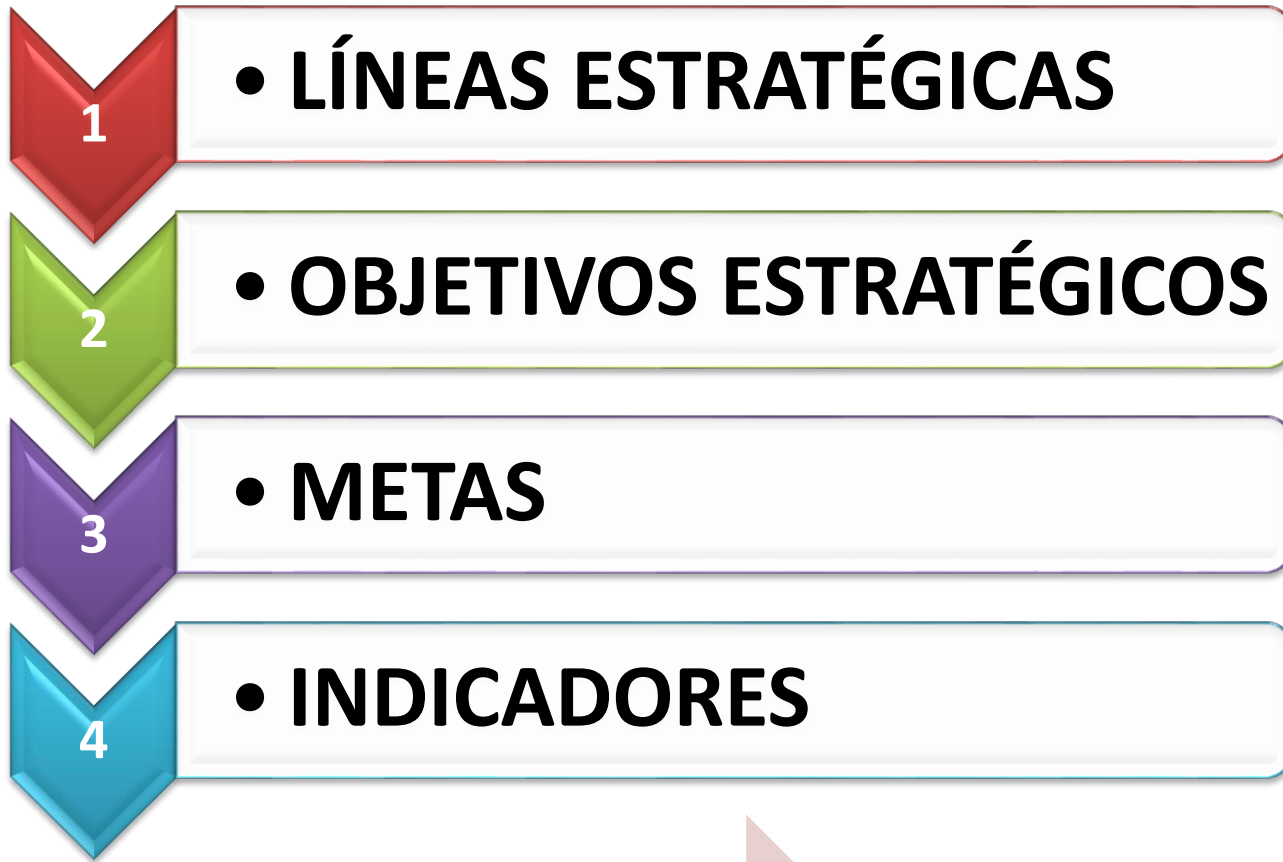 1
• LÍNEAS ESTRATÉGICAS
2
• OBJETIVOS ESTRATÉGICOS
3
• METAS
4
• INDICADORES